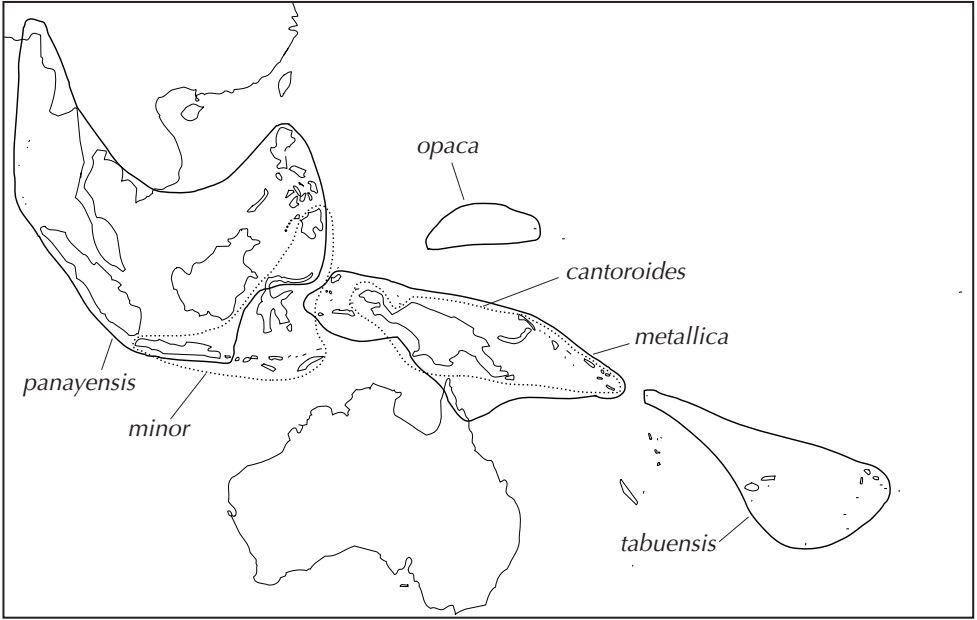 opaca
cantoroides
metallica
panayensis
minor
tabuensis